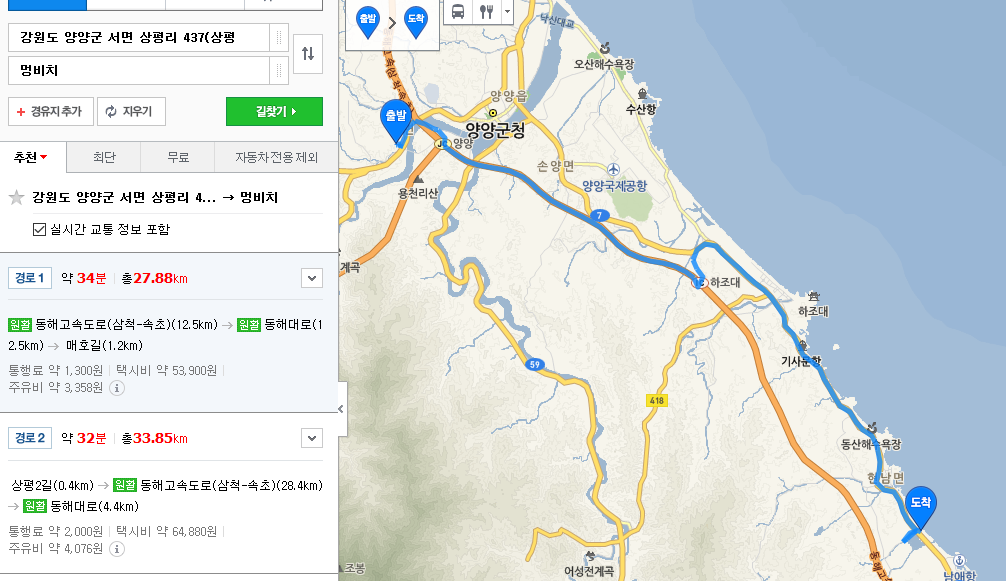 강원도 양양군 서면 상평리 437(상평
멍비치
+ 경유지추가
지우기
길찾기
추천
최단
무료
자동차전용제외
강원도 양양군 서면 상평리 4... → 멍비치
실시간 교통 정보 포함
경로 1 약 34분 총27.88km
원활 동해고속도로(삼척-속초)(12.5km) → 원활 동해대로(1
2.5km) → 매호길(1.2km)
통행료 약 1,300원 택시비 약 53,900원
주유비 약 3,358원
경로 2 약 32분 총33.85km
상평2길(0.4km) → 원활 동해고속도로(삼척-속초)(28.4km)
→ 원활 동해대로(4.4km)
통행료 약 2,000원 택시비 약 64,880원
주유비 약 4,076원
출발
도착
낙산대교
오산해수욕장
수산항
양양읍
출발
양양군청
양양
JC
손양면
양양국제공항
용천리산
7
계곡
하조대
하조대
기사문항
59
418
동산해수욕장
현남면
도착
어성전계곡
조봉
남애항